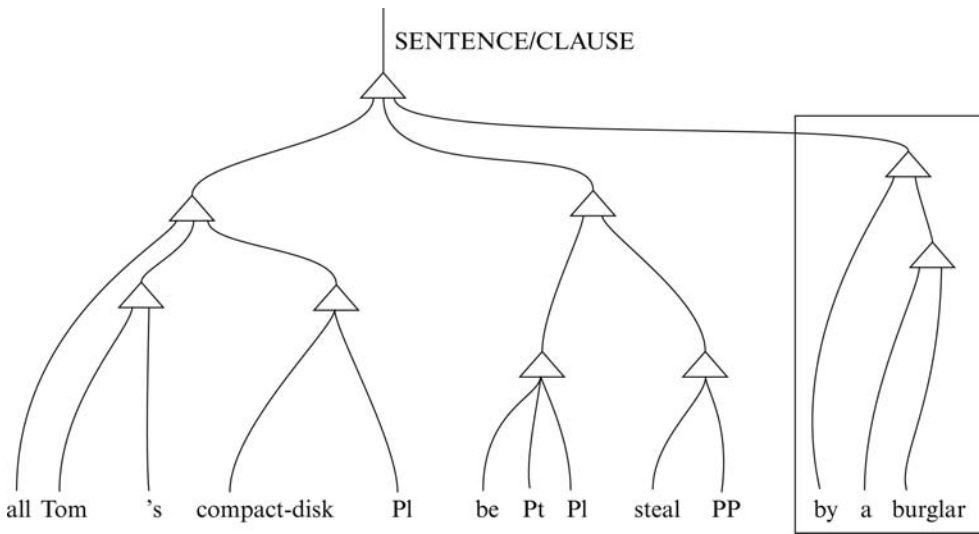 SENTENCE/CLAUSE
all Tom ’s compact-disk Pl be Pt Pl steal PP by a burglar